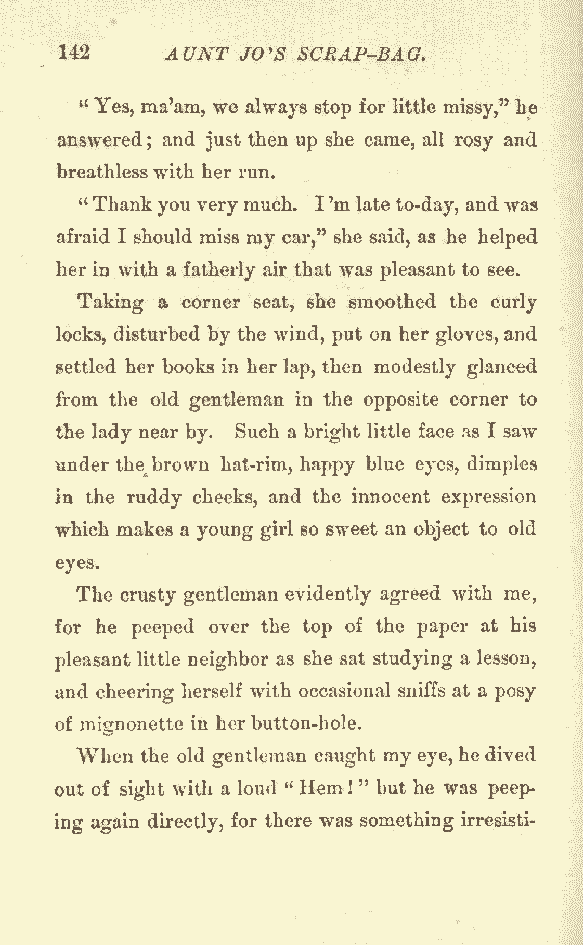 142 AUNT JO'S SCRAP-BAG.
“Yes, ma'am, we always stop for little missy,” he
answered; and just then up she came, all rosy and
breathless with her run.
“Thank you very much. I'm late to-day, and was
afraid I should miss my car,” she said, as he helped
her in with a fatherly air that was pleasant to see.
Taking a corner seat, she smoothed the curly
locks, disturbed by the wind, put on her gloves, and
settled her books in her lap, then modestly glanced
from the old gentleman in the opposite corner to
the lady near by. Such a bright little face as I saw
under the brown hat-rim, happy blue eyes, dimples
in the ruddy cheeks, and the innocent expression
which makes a young girl so sweet an object to old
eyes.
The crusty gentleman evidently agreed with me,
for he peeped over the top of the paper at his
pleasant little neighbor as she sat studying a lesson,
and cheering herself with occasional sniffs at a posy
of mignonette in her button-hole.
When the old gentleman caught my eye, he dived
out of sight with a loud “Hem!” but he was peep-
ing again directly, for there was something irresisti-